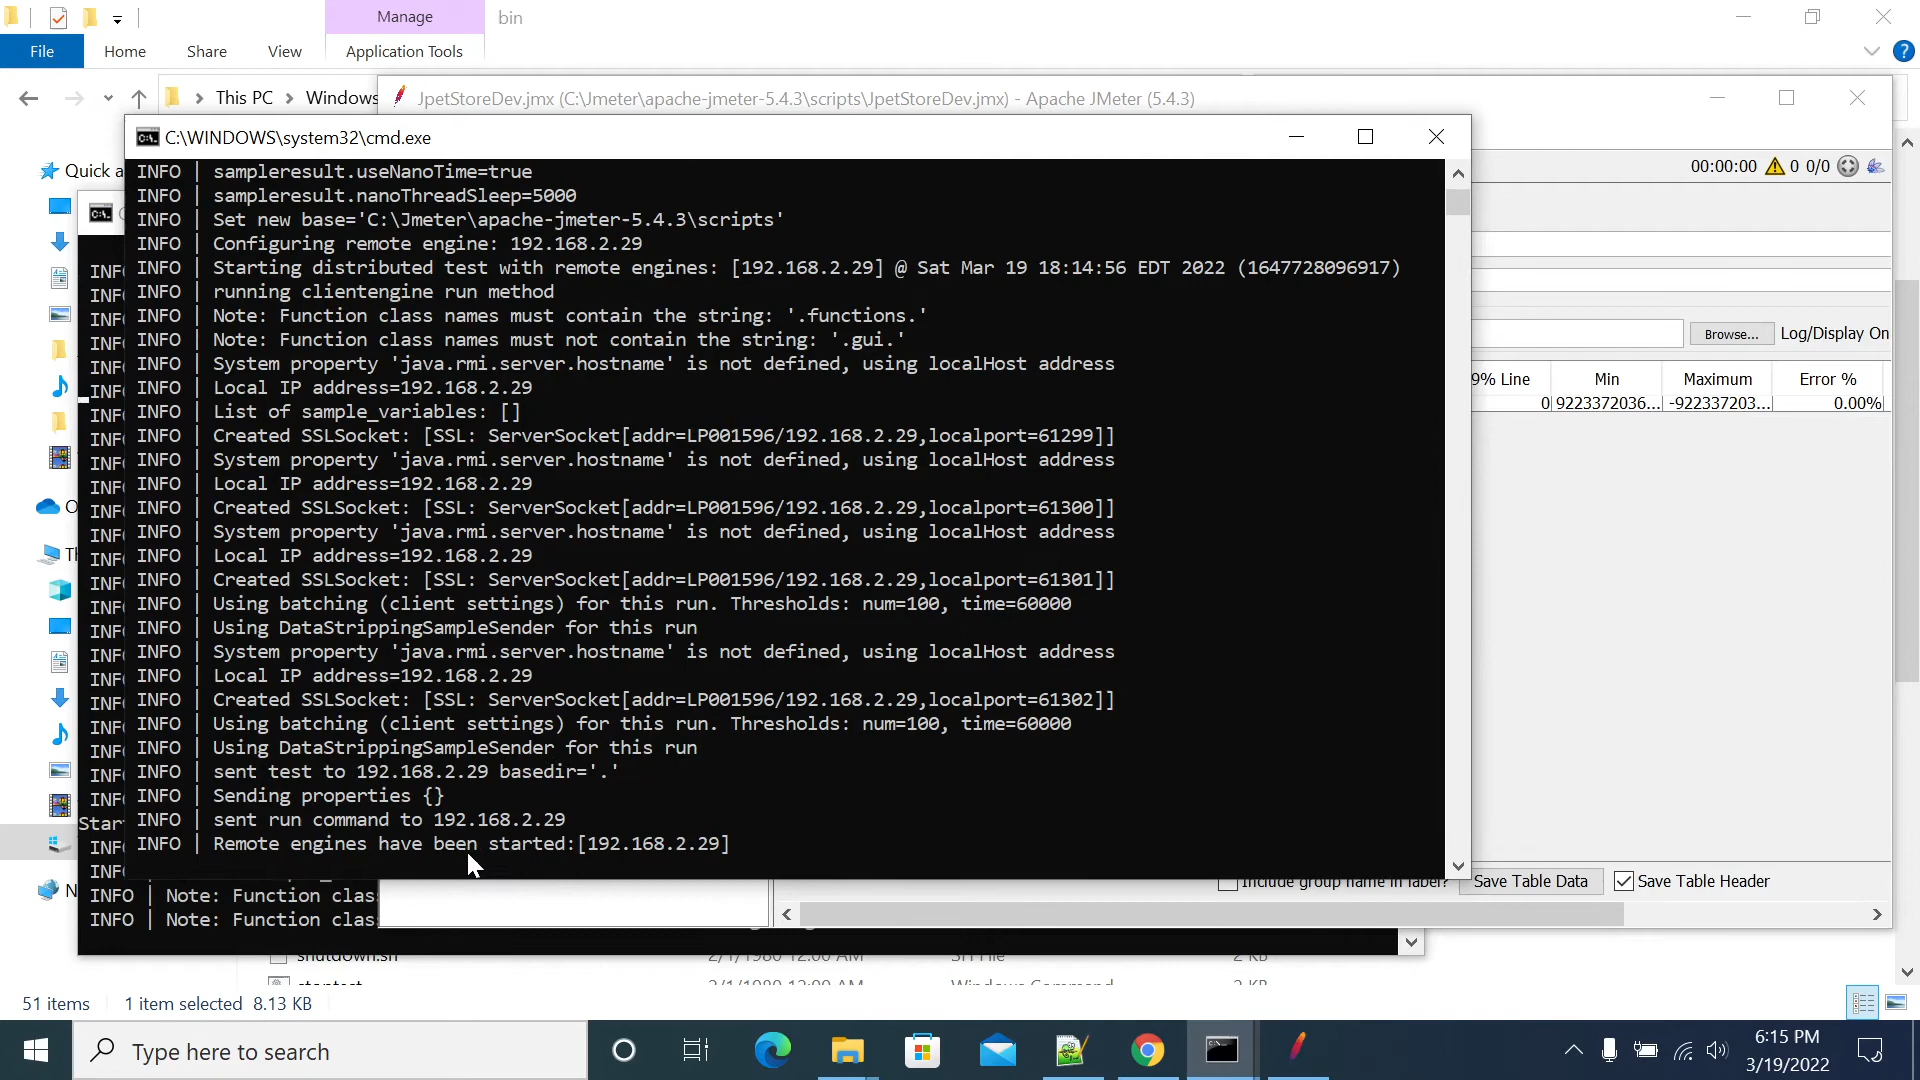 Manage
bin
File
Home
Share
View
Application Tools
This PC
Windows
JpetStoreDev.jmx (C:\Jmeter\apache-jmeter-5.4.3\scripts\JpetStoreDev.jmx) - Apache JMeter (5.4.3)
C:\WINDOWS\system32\cmd.exe
Quick a
00:00:00
0 0/0
INFO | sampleresult.useNanoTime=true
INFO | sampleresult.nanoThreadSleep=5000
INFO | Set new base='C:\Jmeter\apache-jmeter-5.4.3\scripts'
INFO | Configuring remote engine: 192.168.2.29
INFO | Starting distributed test with remote engines: [192.168.2.29] @ Sat Mar 19 18:14:56 EDT 2022 (1647728096917)
INFO | running clientengine run method
INFO | Note: Function class names must contain the string: '.functions.'
INFO | Note: Function class names must not contain the string: '.gui.'
INFO | System property 'java.rmi.server.hostname' is not defined, using localHost address
INFO | Local IP address=192.168.2.29
INFO | List of sample_variables: []
INFO | Created SSLSocket: [SSL: ServerSocket[addr=LP001596/192.168.2.29,localport=61299]]
INFO | System property 'java.rmi.server.hostname' is not defined, using localHost address
INFO | Local IP address=192.168.2.29
INFO | Created SSLSocket: [SSL: ServerSocket[addr=LP001596/192.168.2.29,localport=61300]]
INFO | System property 'java.rmi.server.hostname' is not defined, using localHost address
INFO | Local IP address=192.168.2.29
INFO | Created SSLSocket: [SSL: ServerSocket[addr=LP001596/192.168.2.29,localport=61301]]
INFO | Using batching (client settings) for this run. Thresholds: num=100, time=60000
INFO | Using DataStrippingSampleSender for this run
INFO | System property 'java.rmi.server.hostname' is not defined, using localHost address
INFO | Local IP address=192.168.2.29
INFO | Created SSLSocket: [SSL: ServerSocket[addr=LP001596/192.168.2.29,localport=61302]]
INFO | Using batching (client settings) for this run. Thresholds: num=100, time=60000
INFO | Using DataStrippingSampleSender for this run
INFO | sent test to 192.168.2.29 basedir='.'
INFO | Sending properties {}
INFO | sent run command to 192.168.2.29
INFO | Remote engines have been started:[192.168.2.29]
Browse...
Log/Display On
9% Line
Min
Maximum
Error %
0
9223372036...
-922337203...
0.00%
Include group name in label?
Save Table Data
Save Table Header
Star
INFO | Note: Function clas
INFO | Note: Function clas
shutdown.sh
2/1/1980 12:00 AM
SH File
2 KB
stoptest
2/1/1980 12:00 AM
Windows Command
2 KB
51 items
1 item selected 8.13 KB
Type here to search
6:15 PM
3/19/2022